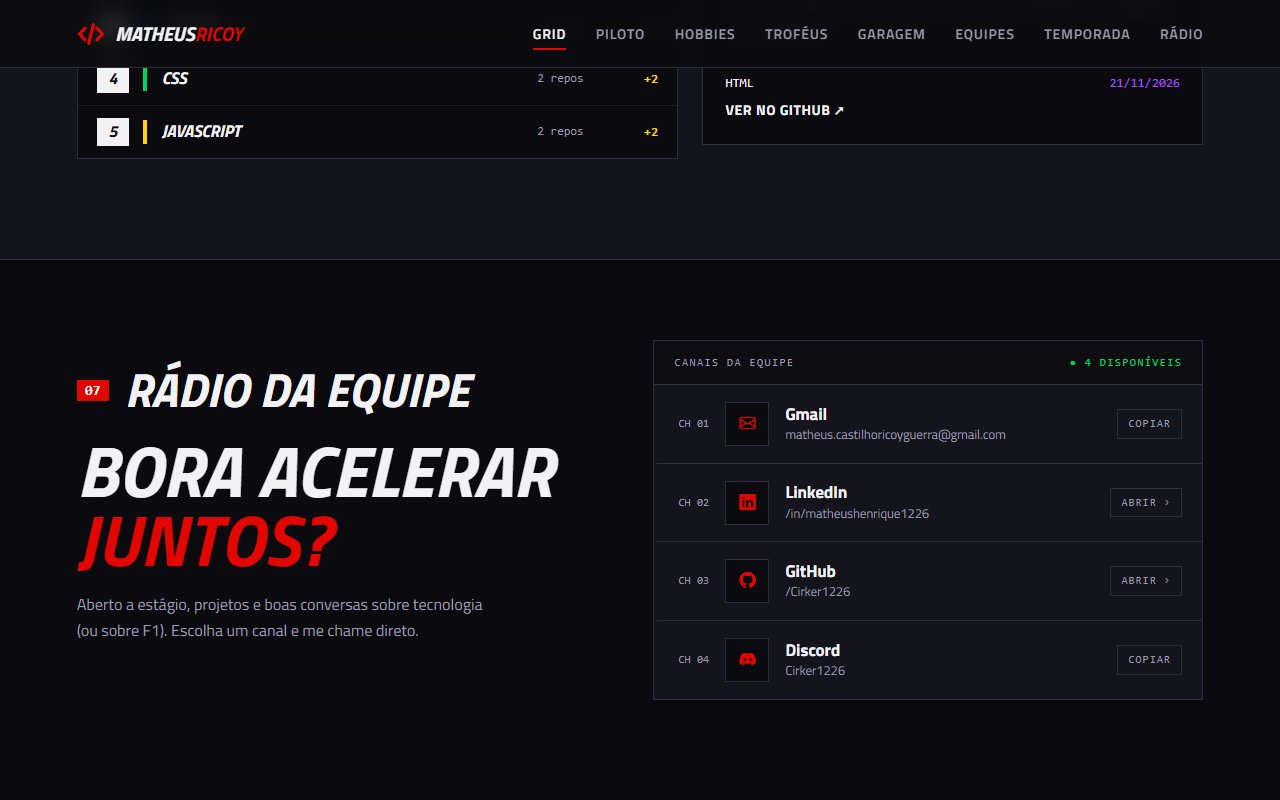 MATHEUSRICOY
GRID PILOTO HOBBIES TROFÉUS GARAGEM EQUIPES TEMPORADA RÁDIO
4 CSS 2 repos +2
5 JAVASCRIPT 2 repos +2
HTML 21/11/2026
VER NO GITHUB ↗
07 RÁDIO DA EQUIPE
BORA ACELERAR
JUNTOS?
Aberto a estágio, projetos e boas conversas sobre tecnologia
(ou sobre F1). Escolha um canal e me chame direto.
CANAIS DA EQUIPE ● 4 DISPONÍVEIS
CH 01 Gmail
matheus.castilhoricoyguerra@gmail.com
COPIAR
CH 02 LinkedIn
/in/matheushenrique1226
ABRIR ›
CH 03 GitHub
/Cirker1226
ABRIR ›
CH 04 Discord
Cirker1226
COPIAR